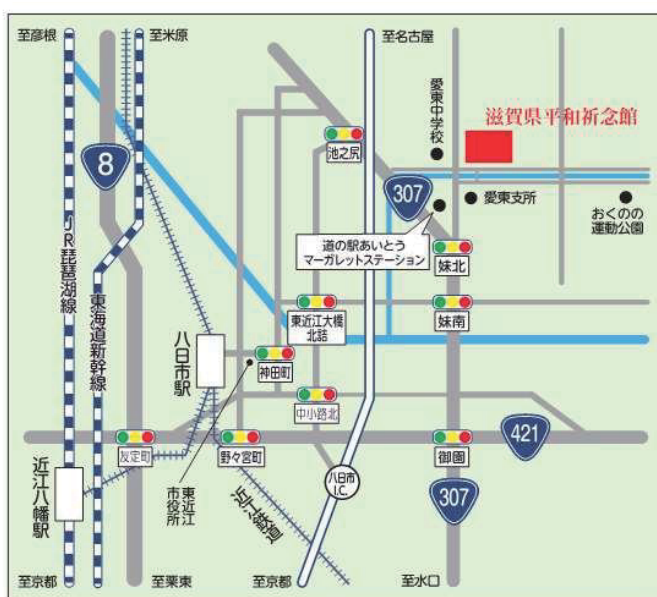 至彦根
至米原
至名古屋
8
愛東中学校
滋賀県平和祈念館
池之尻
307
愛東支所
おくのの
運動公園
道の駅あいとう
マーガレットステーション
妹北
JR琵琶湖線
東海道新幹線
八日市駅
東近江大橋
北詰
妹南
神田町
中小路北
421
友定町
野々宮町
御園
近江八幡駅
東近江
市役所
近江鉄道
八日市
I.C.
307
至京都
至栗東
至京都
至水口